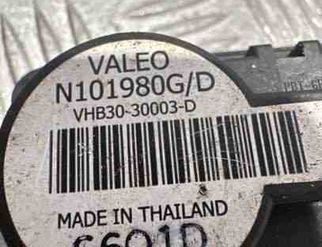 VALEO
N101980G/D
VHB30-30003-D
MADE IN THAILAND